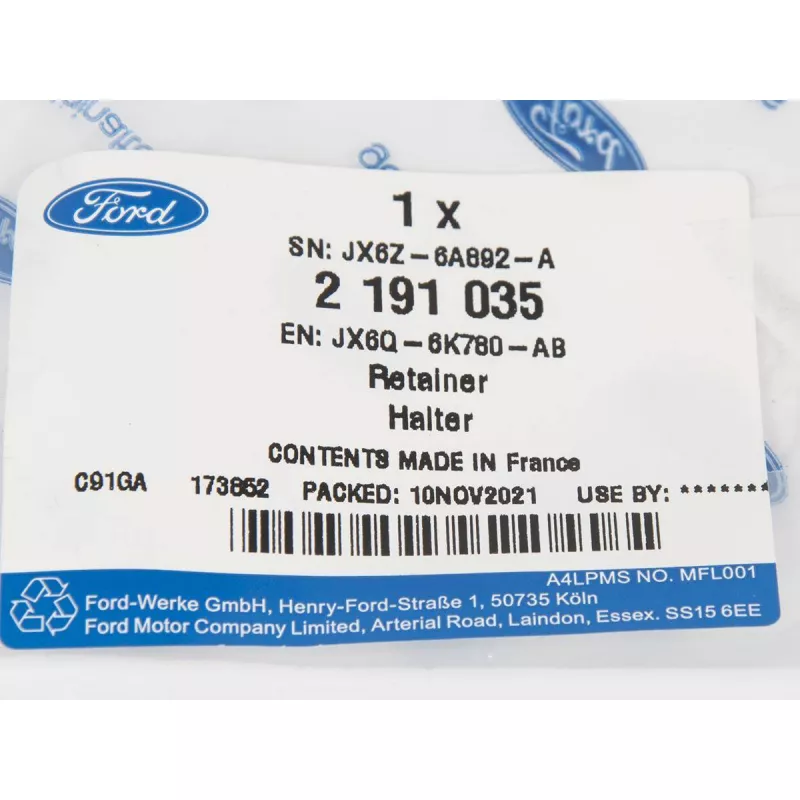 Ford
1 x
SN: JX6Z-6A892-A
2 191 035
EN: JX6Q-6K780-AB
Retainer
Halter
CONTENTS MADE IN France
C91GA 173852 PACKED: 10NOV2021 USE BY: *******
A4LPMS NO. MFL001
Ford-Werke GmbH, Henry-Ford-Straße 1, 50735 Köln
Ford Motor Company Limited, Arterial Road, Laindon, Essex. SS15 6EE
Ford